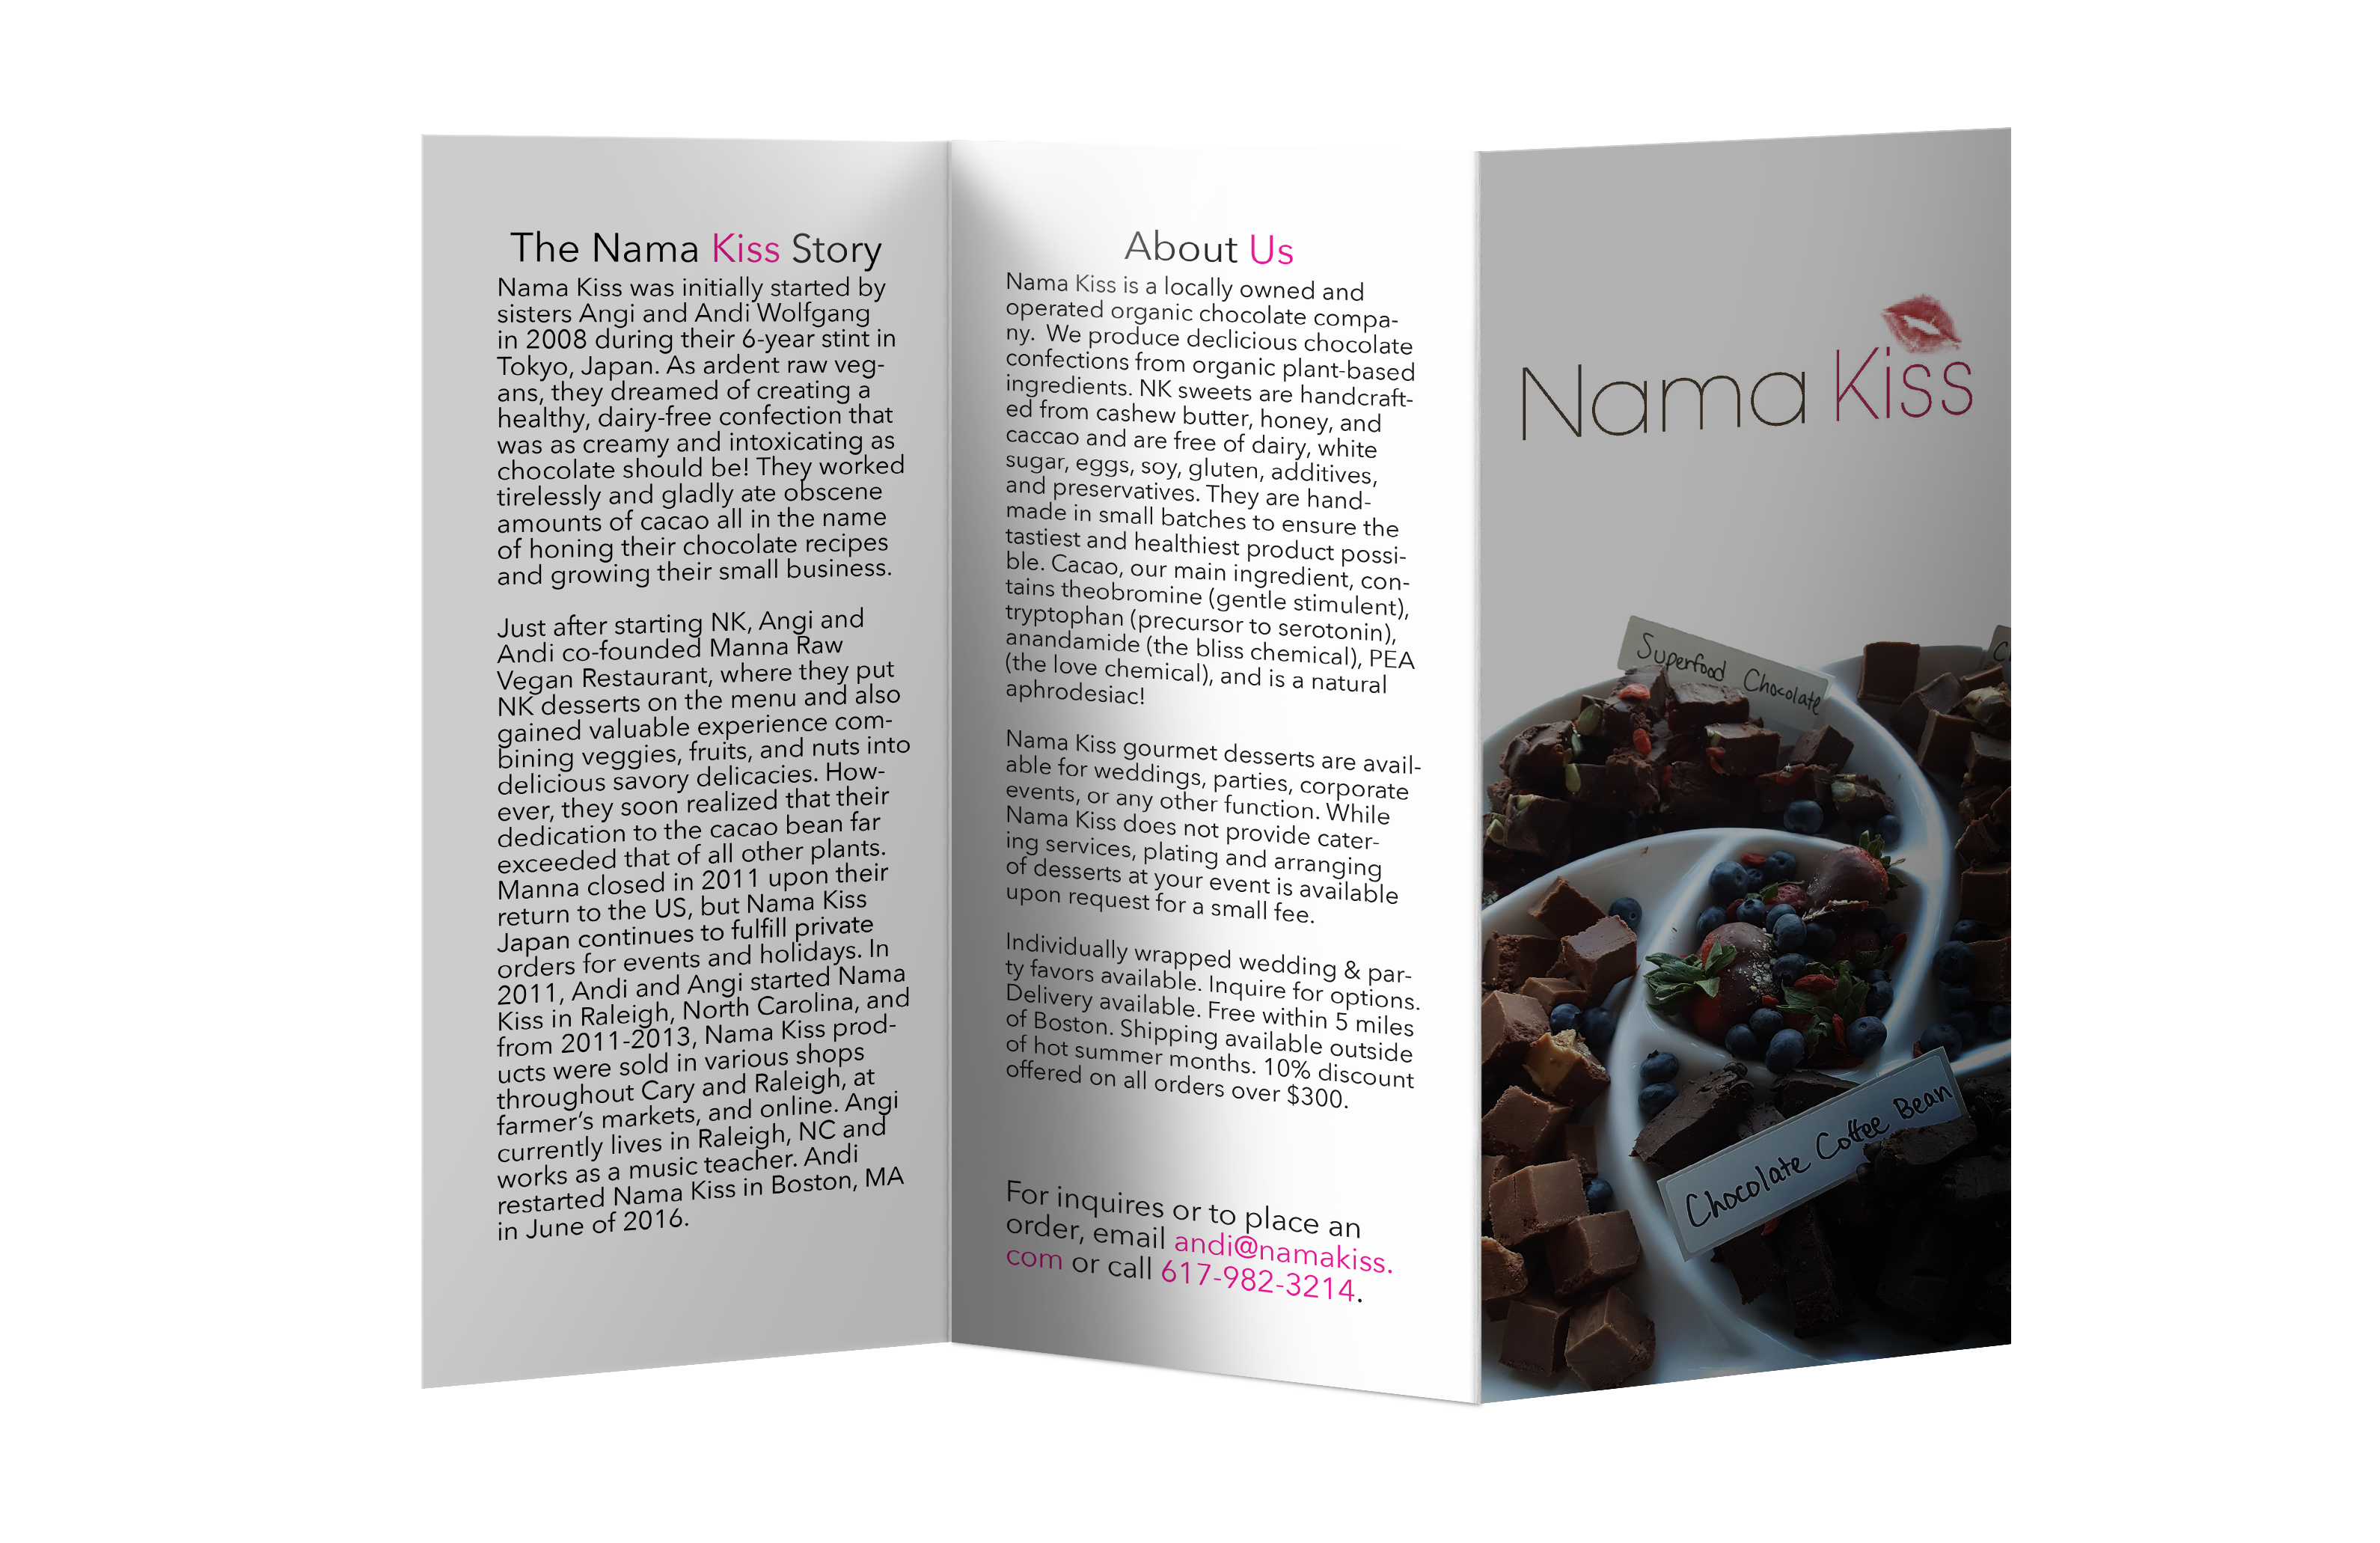 The Nama Kiss Story
Nama Kiss was initially started by
sisters Angi and Andi Wolfgang
in 2008 during their 6-year stint in
Tokyo, Japan. As ardent raw veg-
ans, they dreamed of creating a
healthy, dairy-free confection that
was as creamy and intoxicating as
chocolate should be! They worked
tirelessly and gladly ate obscene
amounts of cacao all in the name
of honing their chocolate recipes
and growing their small business.
Just after starting NK, Angi and
Andi co-founded Manna Raw
Vegan Restaurant, where they put
NK desserts on the menu and also
gained valuable experience com-
bining veggies, fruits, and nuts into
delicious savory delicacies. How-
ever, they soon realized that their
dedication to the cacao bean far
exceeded that of all other plants.
Manna closed in 2011 upon their
return to the US, but Nama Kiss
Japan continues to fulfill private
orders for events and holidays. In
2011, Andi and Angi started Nama
Kiss in Raleigh, North Carolina, and
from 2011-2013, Nama Kiss prod-
ucts were sold in various shops
throughout Cary and Raleigh, at
farmer's markets, and online. Angi
currently lives in Raleigh, NC and
works as a music teacher. Andi
restarted Nama Kiss in Boston, MA
in June of 2016.
About Us
Nama Kiss is a locally owned and
operated organic chocolate compa-
ny. We produce declicious chocolate
confections from organic plant-based
ingredients. NK sweets are handcraft-
ed from cashew butter, honey, and
caccao and are free of dairy, white
sugar, eggs, soy, gluten, additives,
and preservatives. They are hand-
made in small batches to ensure the
tastiest and healthiest product possi-
ble. Cacao, our main ingredient, con-
tains theobromine (gentle stimulent),
tryptophan (precursor to serotonin),
anandamide (the bliss chemical), PEA
(the love chemical), and is a natural
aphrodesiac!
Nama Kiss gourmet desserts are avail-
able for weddings, parties, corporate
events, or any other function. While
Nama Kiss does not provide cater-
ing services, plating and arranging
of desserts at your event is available
upon request for a small fee.
Individually wrapped wedding & par-
ty favors available. Inquire for options.
Delivery available. Free within 5 miles
of Boston. Shipping available outside
of hot summer months. 10% discount
offered on all orders over $300.
For inquires or to place an
order, email andi@namakiss.
com or call 617-982-3214.
Nama Kiss
Superfood Chocolate
Chocolate Coffee Bean